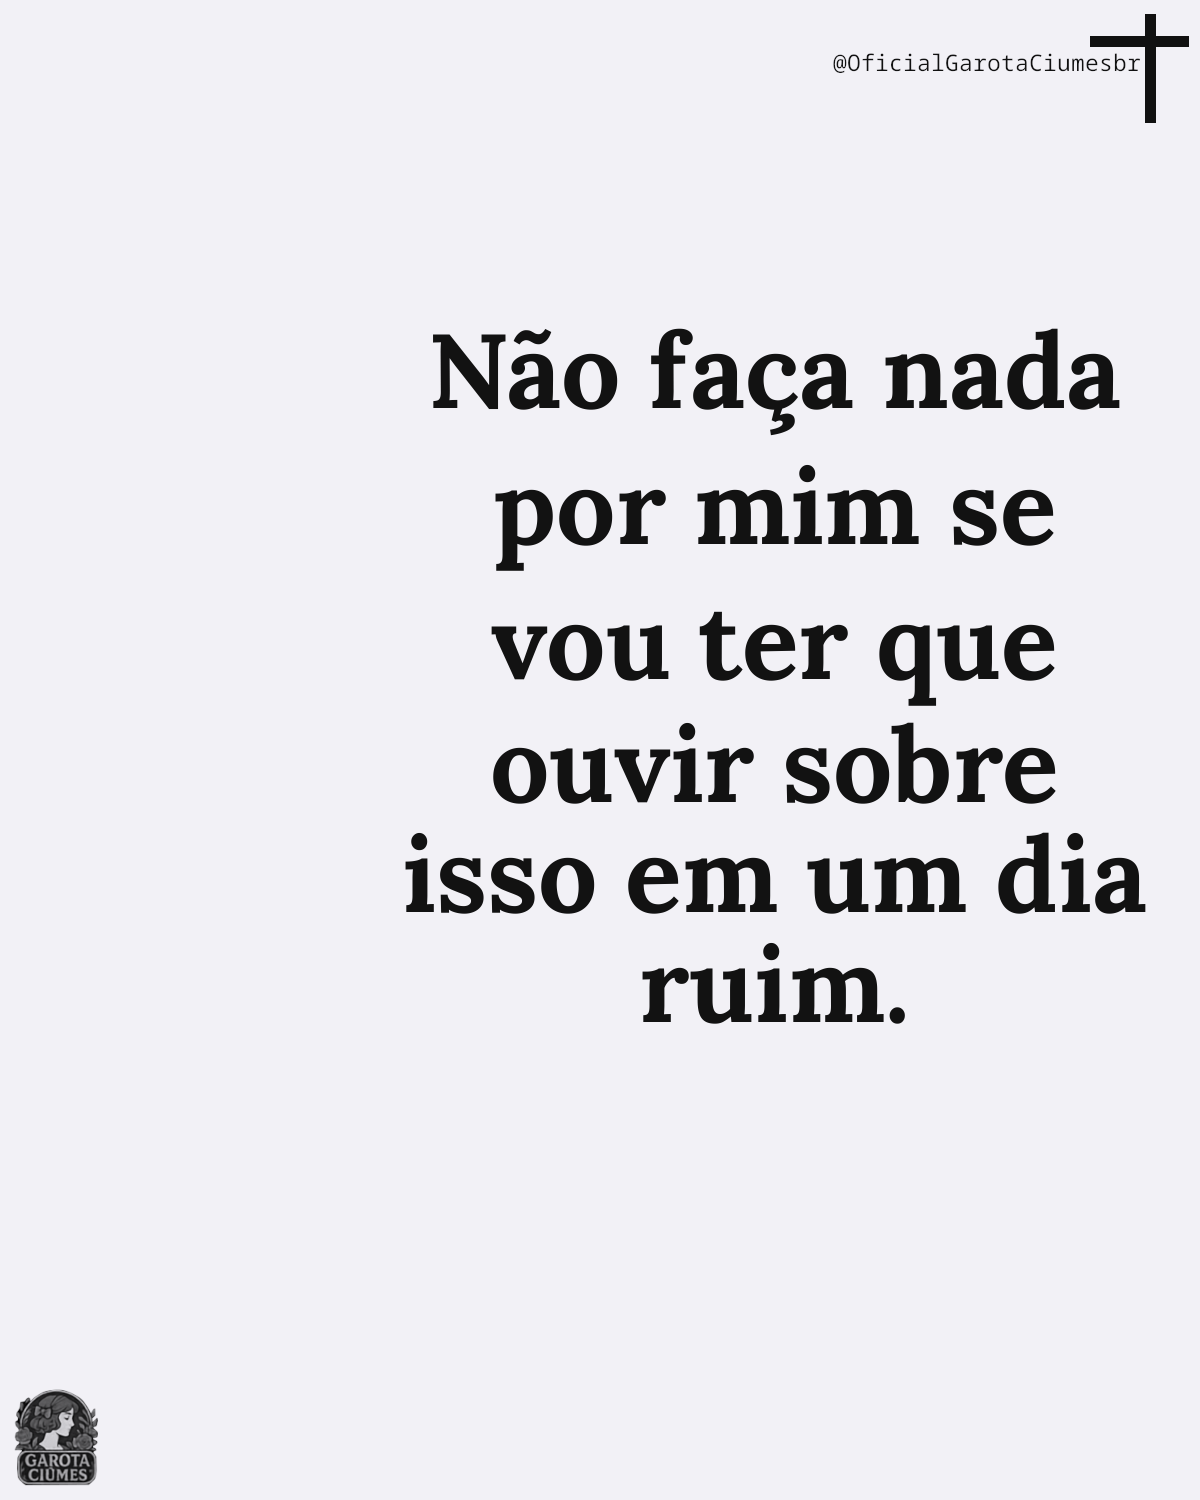 @OficialGarotaCiumesbr
Não faça nada
por mim se
vou ter que
ouvir sobre
isso em um dia
ruim.
GAROTA
CIÚMES